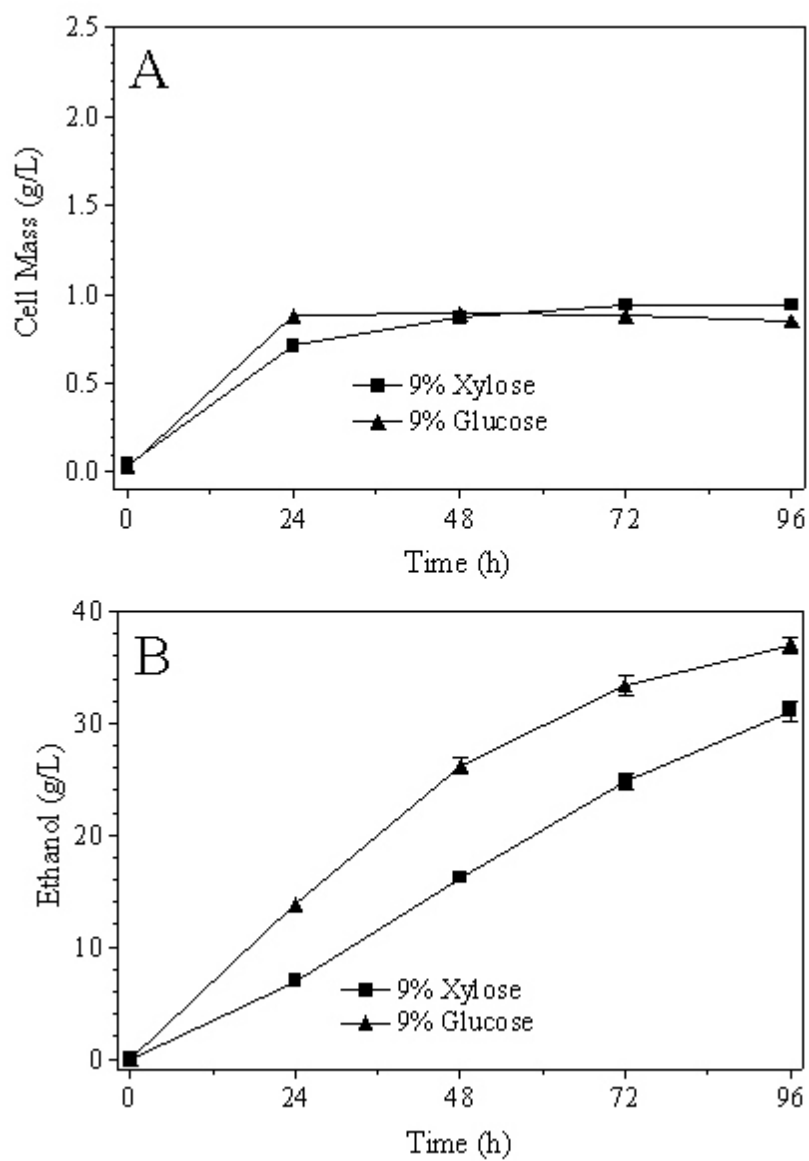 A
2.5
2.0
1.5
1.0
0.5
0.0
Cell Mass (g/L)
9% Xylose
9% Glucose
0 24 48 72 96
Time (h)
B
40
30
20
10
0
Ethanol (g/L)
9% Xylose
9% Glucose
0 24 48 72 96
Time (h)